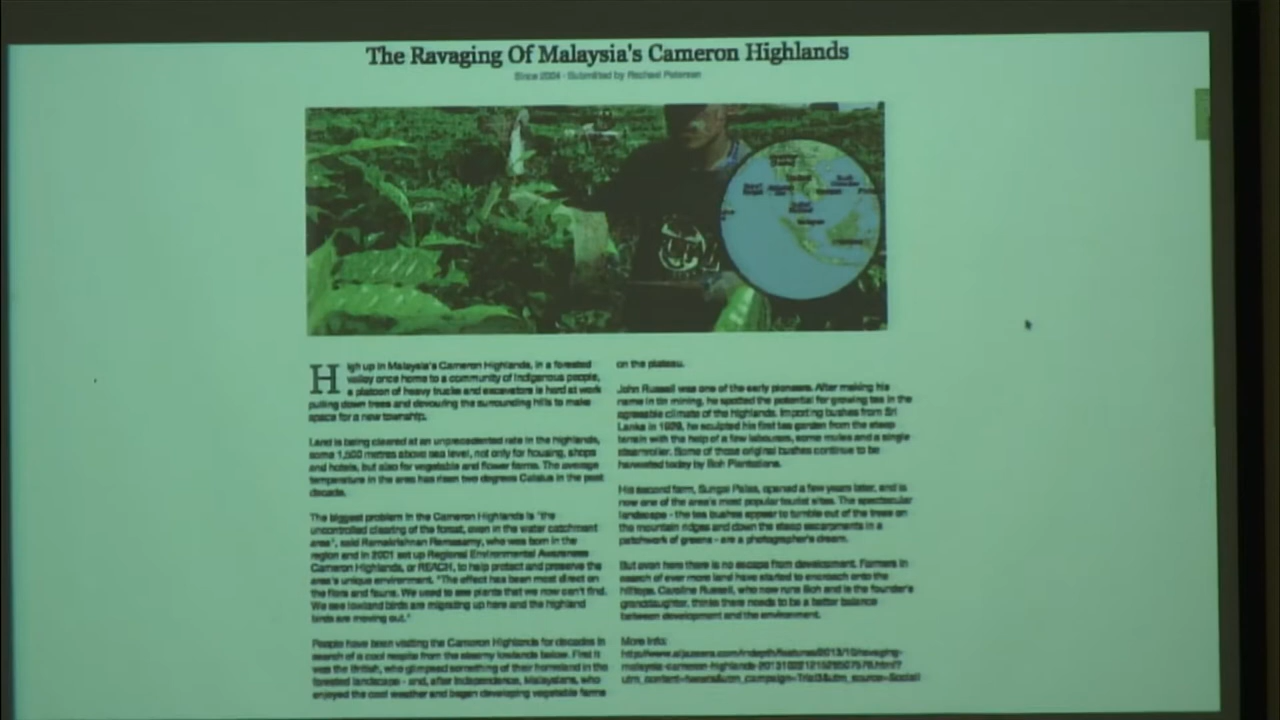 The Ravaging Of Malaysia's Cameron Highlands
Since 2004 - Submitted by Rachael Petersen
High up in Malaysia's Cameron Highlands, in a forested
valley once home to a community of indigenous people,
a platoon of heavy trucks and excavators is hard at work
pulling down trees and devouring the surrounding hills to make
space for a new township.
Land is being cleared at an unprecedented rate in the highlands,
some 1,500 metres above sea level, not only for housing, shops
and hotels, but also for vegetable and flower farms. The average
temperature in the area has risen two degrees Celsius in the past
decade.
The biggest problem in the Cameron Highlands is "the
uncontrolled clearing of the forest, even in the water catchment
area", said Ramakrishnan Ramasamy, who was born in the
region and in 2001 set up Regional Environmental Awareness
Cameron Highlands, or REACH, to help protect and preserve the
area's unique environment. "The effect has been most direct on
the flora and fauna. We used to see plants that we now can't find.
We see lowland birds are migrating up here and the highland
birds are moving out."
People have been visiting the Cameron Highlands for decades in
search of a cool respite from the steamy lowlands below. First it
was the British, who glimpsed something of their homeland in the
forested landscape - and, after independence, Malaysians, who
enjoyed the cool weather and began developing vegetable farms
on the plateau.
John Russell was one of the early pioneers. After making his
name in tin mining, he spotted the potential for growing tea in the
agreeable climate of the highlands. Importing bushes from Sri
Lanka in 1929, he sculpted his first tea garden from the steep
terrain with the help of a few labourers, some mules and a single
steamroller. Some of those original bushes continue to be
harvested today by Boh Plantations.
His second farm, Sungai Palas, opened a few years later, and is
now one of the area's most popular tourist sites. The spectacular
landscape - the tea bushes appear to tumble out of the trees on
the mountain ridges and down the steep escarpments in a
patchwork of greens - are a photographer's dream.
But even here there is no escape from development. Farmers in
search of ever more land have started to encroach onto the
hilltops. Caroline Russell, who now runs Boh and is the founder's
granddaughter, thinks there needs to be a better balance
between development and the environment.
More info:
http://www.aljazeera.com/indepth/features/2013/10/ravaging-